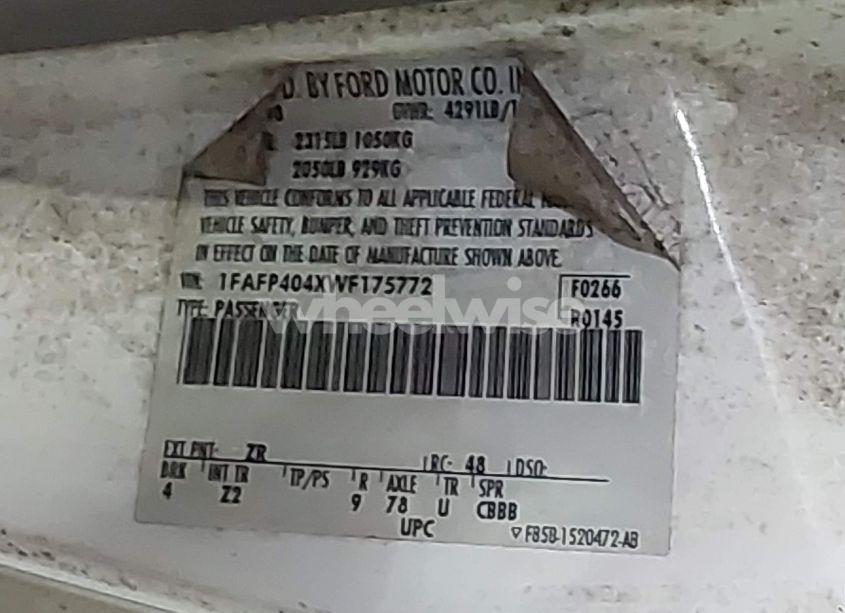 D. BY FORD MOTOR CO. IN
GVWR: 4291LB/1
2315LB 1050KG
2050LB 929KG
THIS VEHICLE CONFORMS TO ALL APPLICABLE FEDERAL
VEHICLE SAFETY, BUMPER, AND THEFT PREVENTION STANDARDS
IN EFFECT ON THE DATE OF MANUFACTURE SHOWN ABOVE.
VIN: 1FAFP404XWF175772 F0266
TYPE: PASSENGER R0145
wheelwise
EXT PNT: ZR RC: 48 DSO:
BRK INT TR TP/PS R AXLE TR SPR
4 Z2 9 78 U CBBB
UPC ▽ F85B-1520472-AB